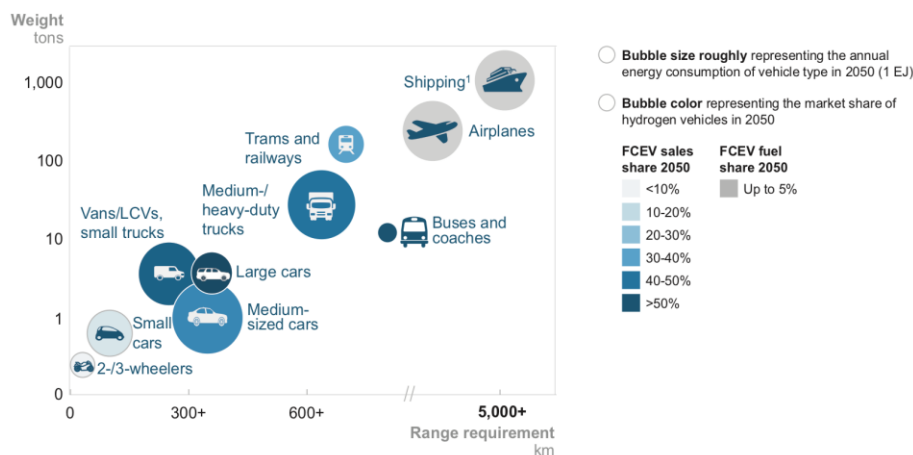 Weight
tons
1,000
100
10
1
0
Shipping¹
Airplanes
Trams and
railways
Medium-/
heavy-duty
trucks
Buses and
coaches
Vans/LCVs,
small trucks
Large cars
Medium-
sized cars
Small
cars
2-/3-wheelers
0
300+
600+
5,000+
Range requirement
km
Bubble size roughly representing the annual
energy consumption of vehicle type in 2050 (1 EJ)
Bubble color representing the market share of
hydrogen vehicles in 2050
FCEV sales
share 2050
<10%
10-20%
20-30%
30-40%
40-50%
>50%
FCEV fuel
share 2050
Up to 5%